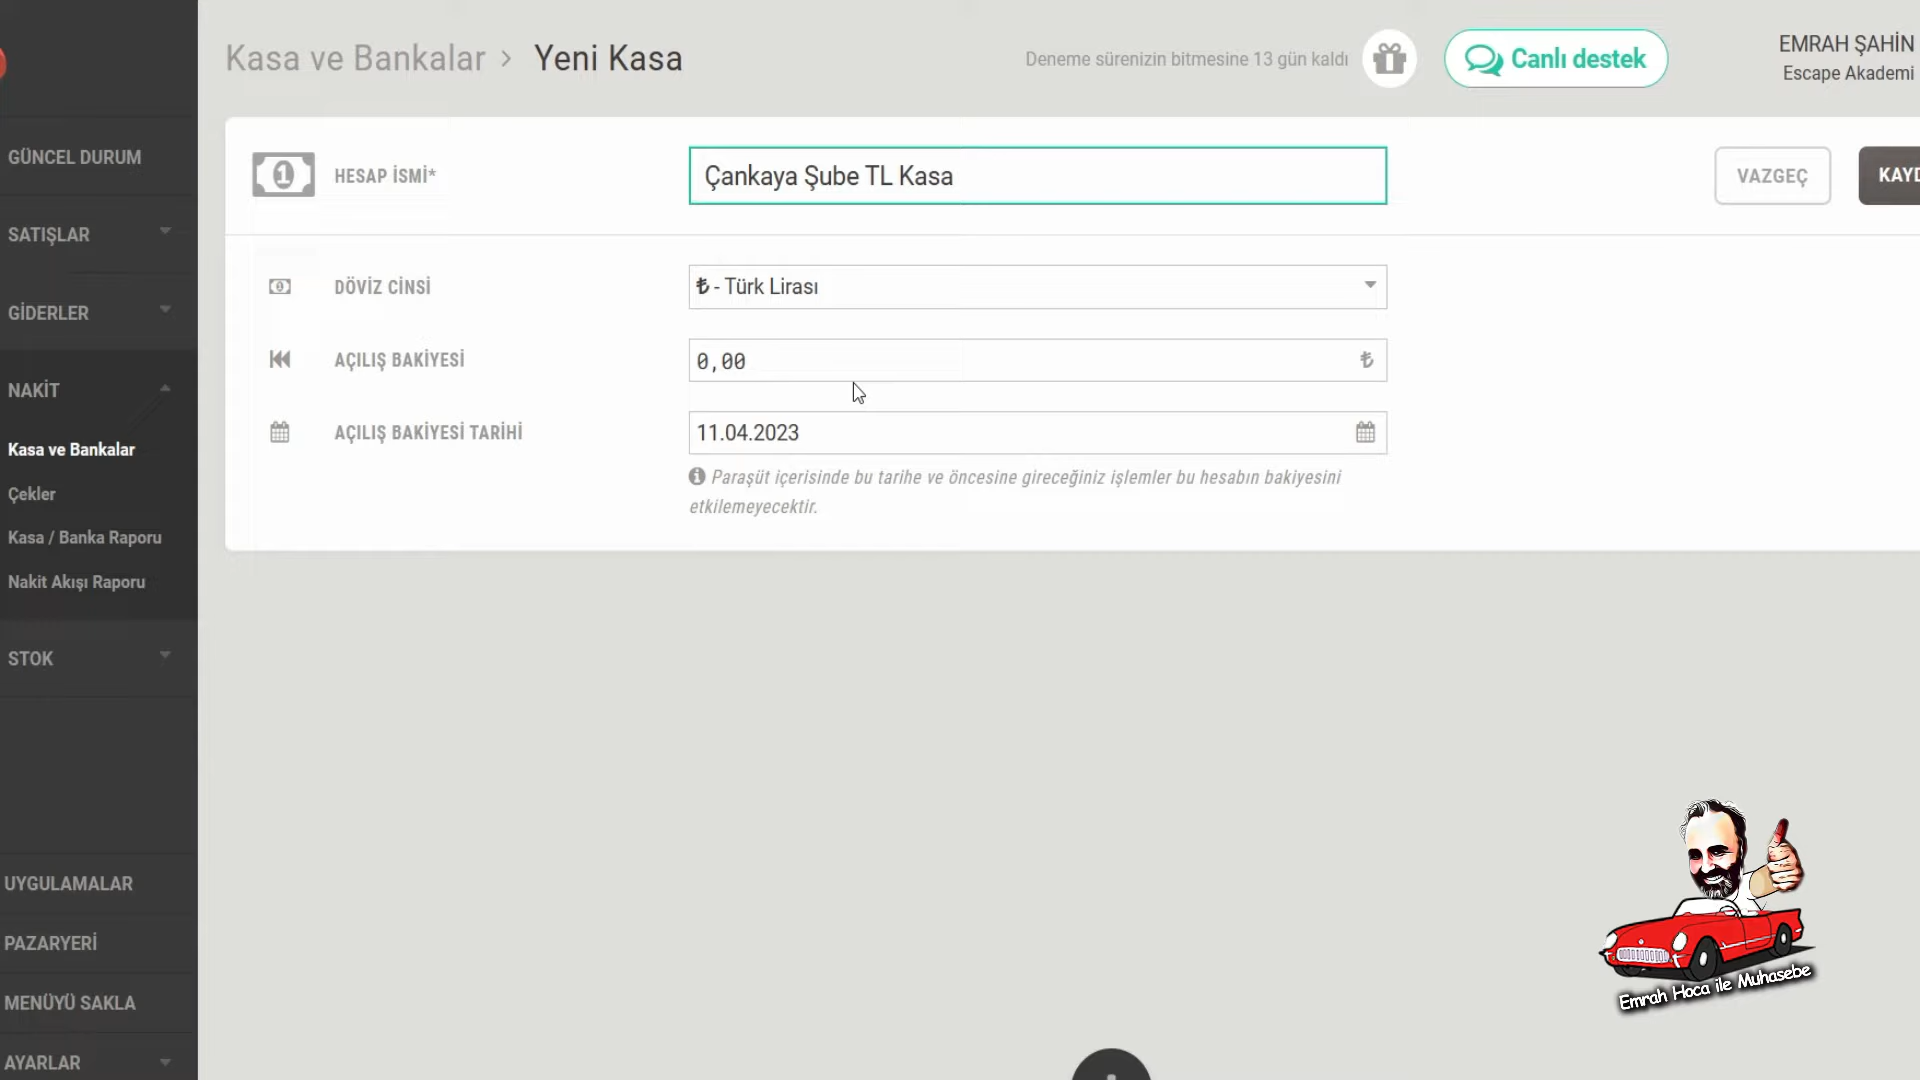 Kasa ve Bankalar > Yeni Kasa
Deneme sürenizin bitmesine 13 gün kaldı
Canlı destek
EMRAH ŞAHİN
Escape Akademi
GÜNCEL DURUM
SATIŞLAR
GİDERLER
NAKİT
Kasa ve Bankalar
Çekler
Kasa / Banka Raporu
Nakit Akışı Raporu
STOK
UYGULAMALAR
PAZARYERİ
MENÜYÜ SAKLA
AYARLAR
HESAP İSMİ*
Çankaya Şube TL Kasa
VAZGEÇ
KAYD
DÖVİZ CİNSİ
₺ - Türk Lirası
AÇILIŞ BAKİYESİ
0,00 ₺
AÇILIŞ BAKİYESİ TARİHİ
11.04.2023
Paraşüt içerisinde bu tarihe ve öncesine gireceğiniz işlemler bu hesabın bakiyesini
etkilemeyecektir.
Emrah Hoca ile Muhasebe